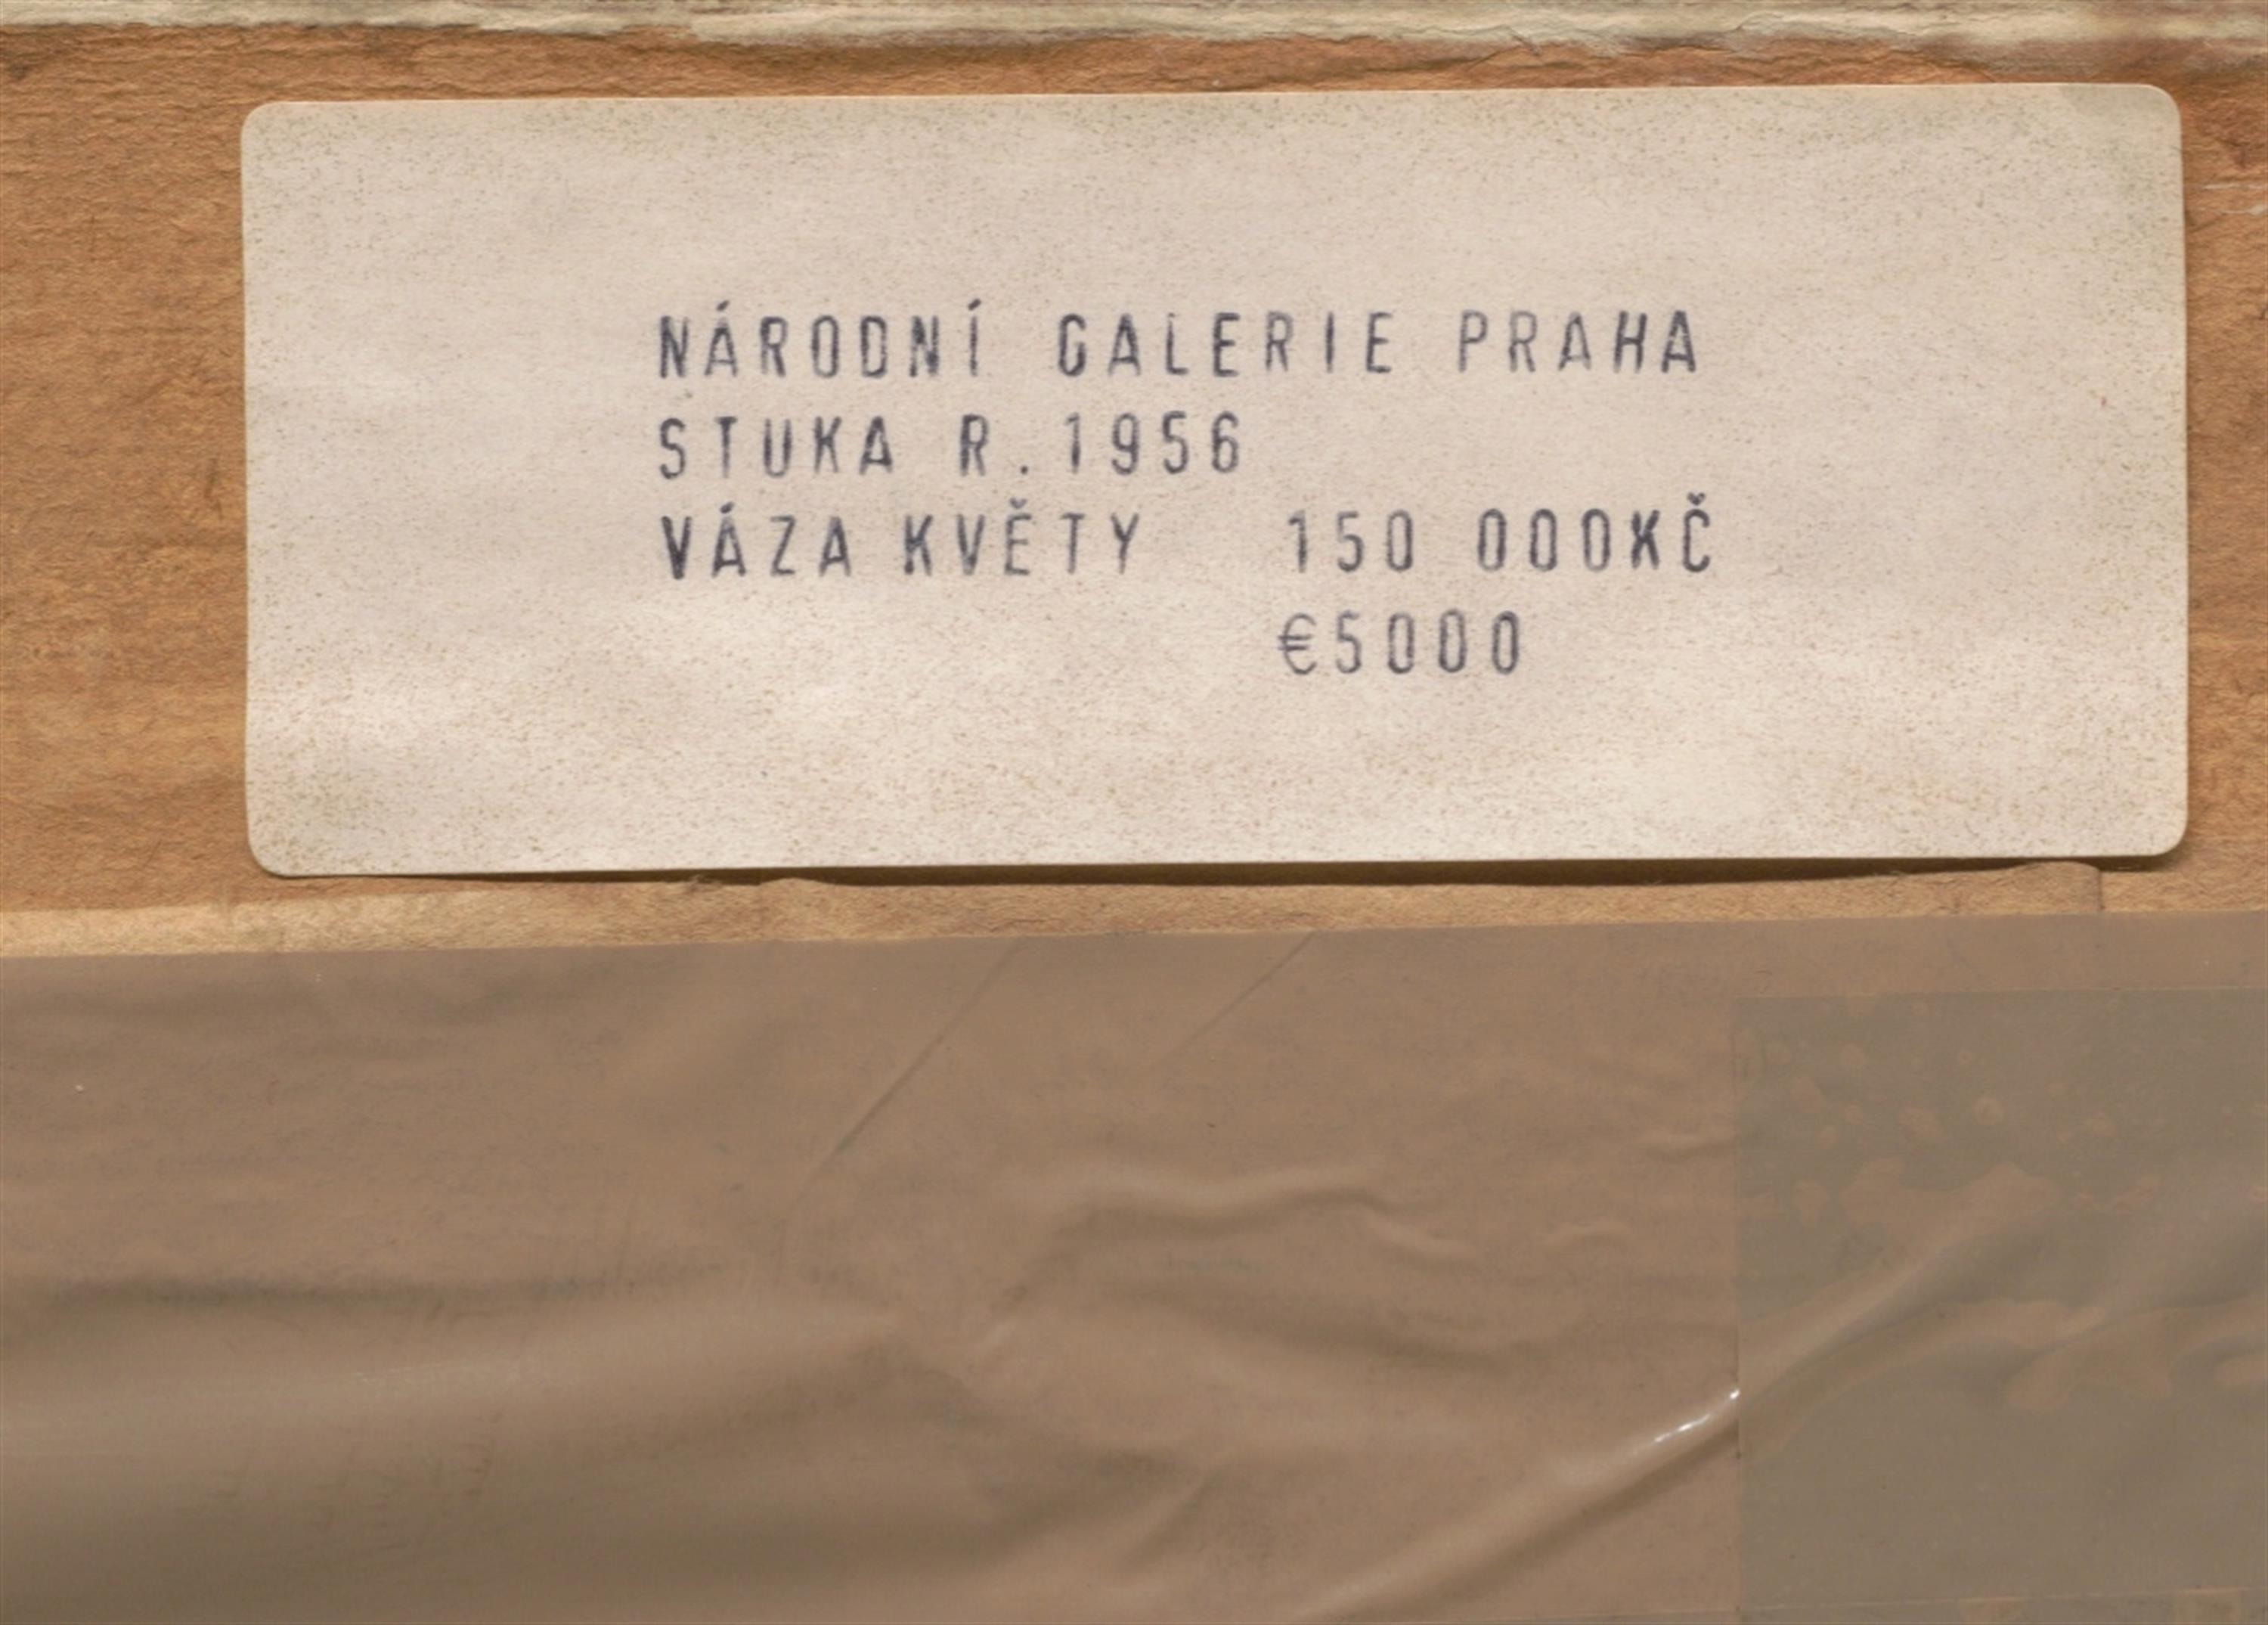 NÁRODNÍ GALERIE PRAHA
STUKA R.1956
VÁZA KVĚTY 150 000KČ
€5000